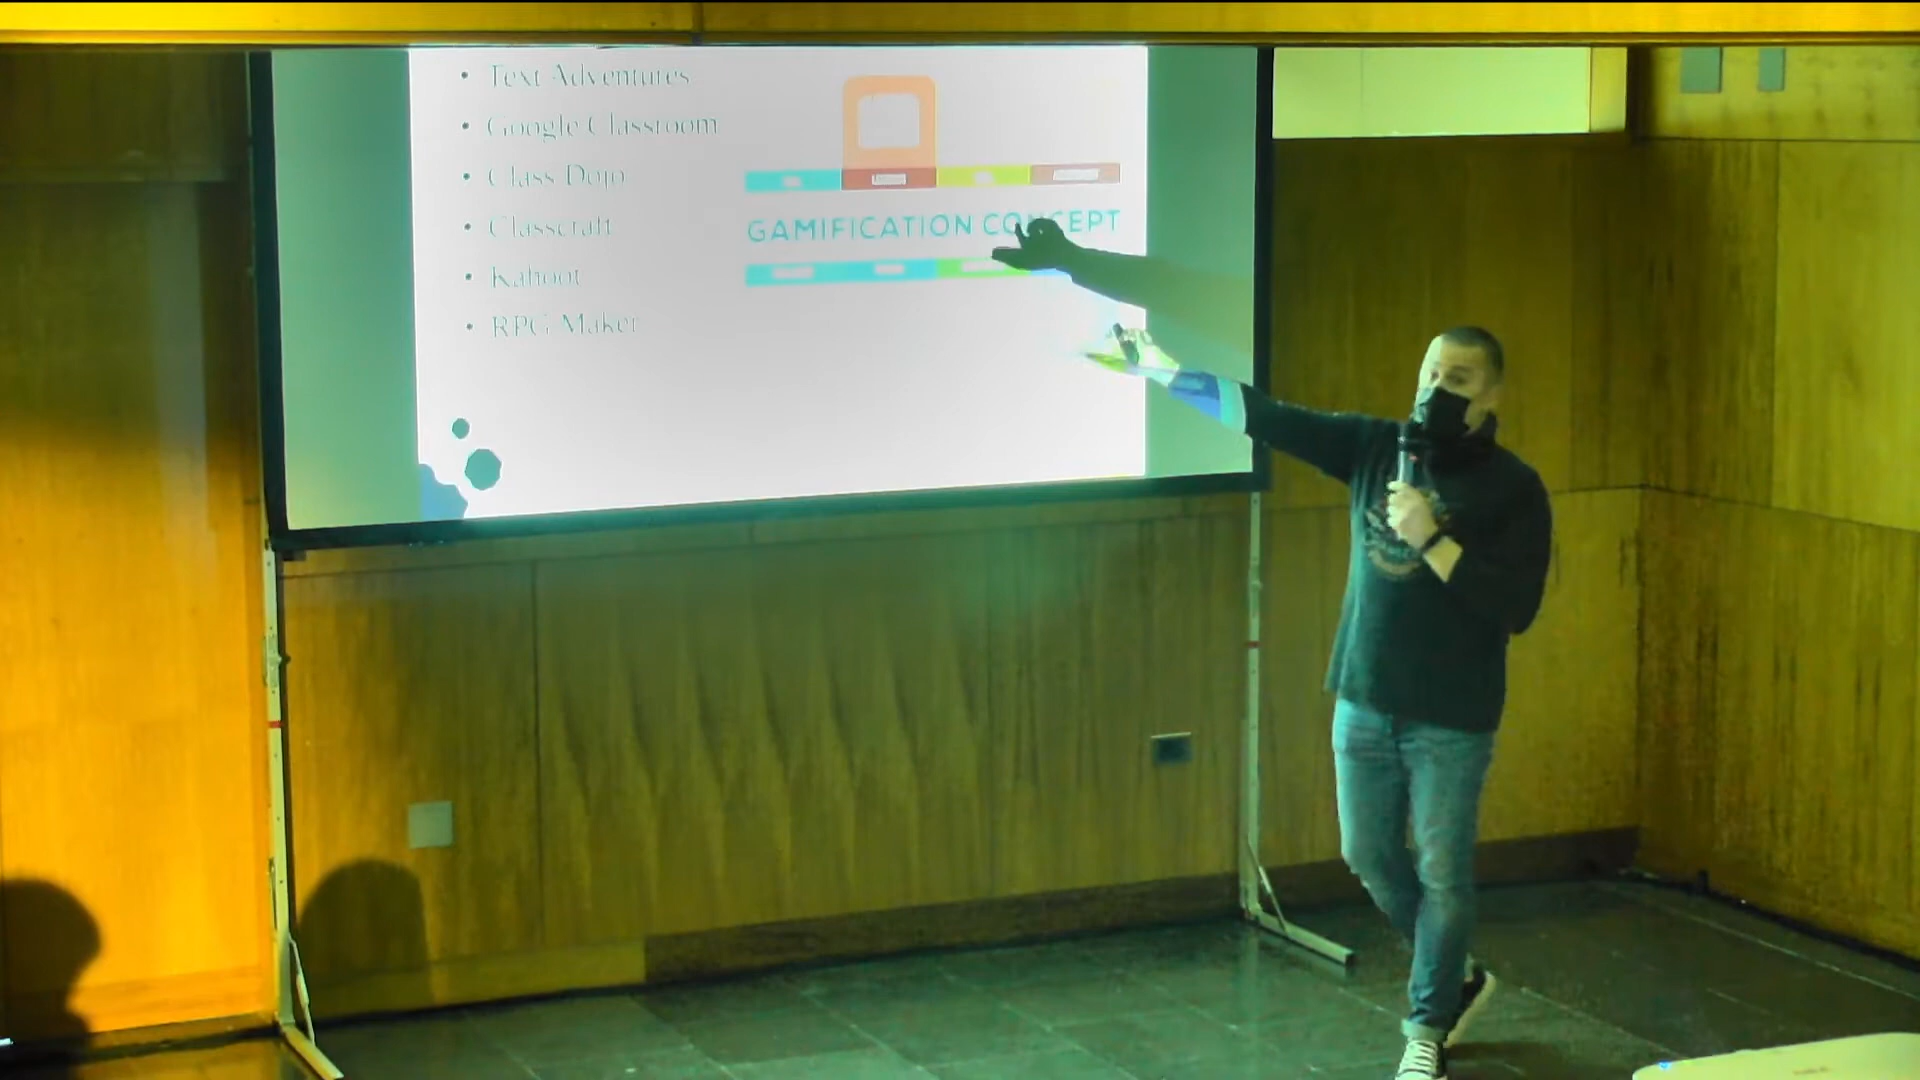 Text Adventures
Google Classroom
Class Dojo
Classcraft
Kahoot
RPG Maker
GAMIFICATION CONCEPT